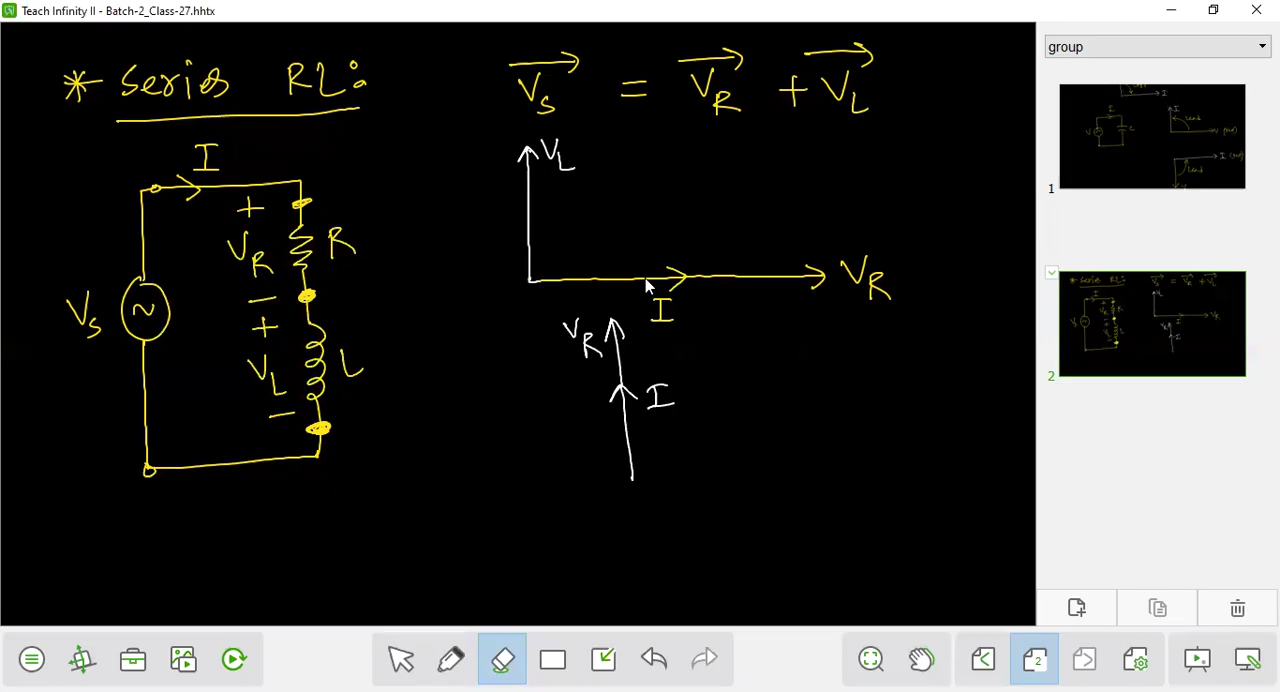 Teach Infinity II - Batch-2_Class-27.hhtx
* Series RL:
Vs = VR + VL
I
+
VR
−
R
+
VL
−
L
Vs
~
VL
VR
I
VR
I
group
1
2
2